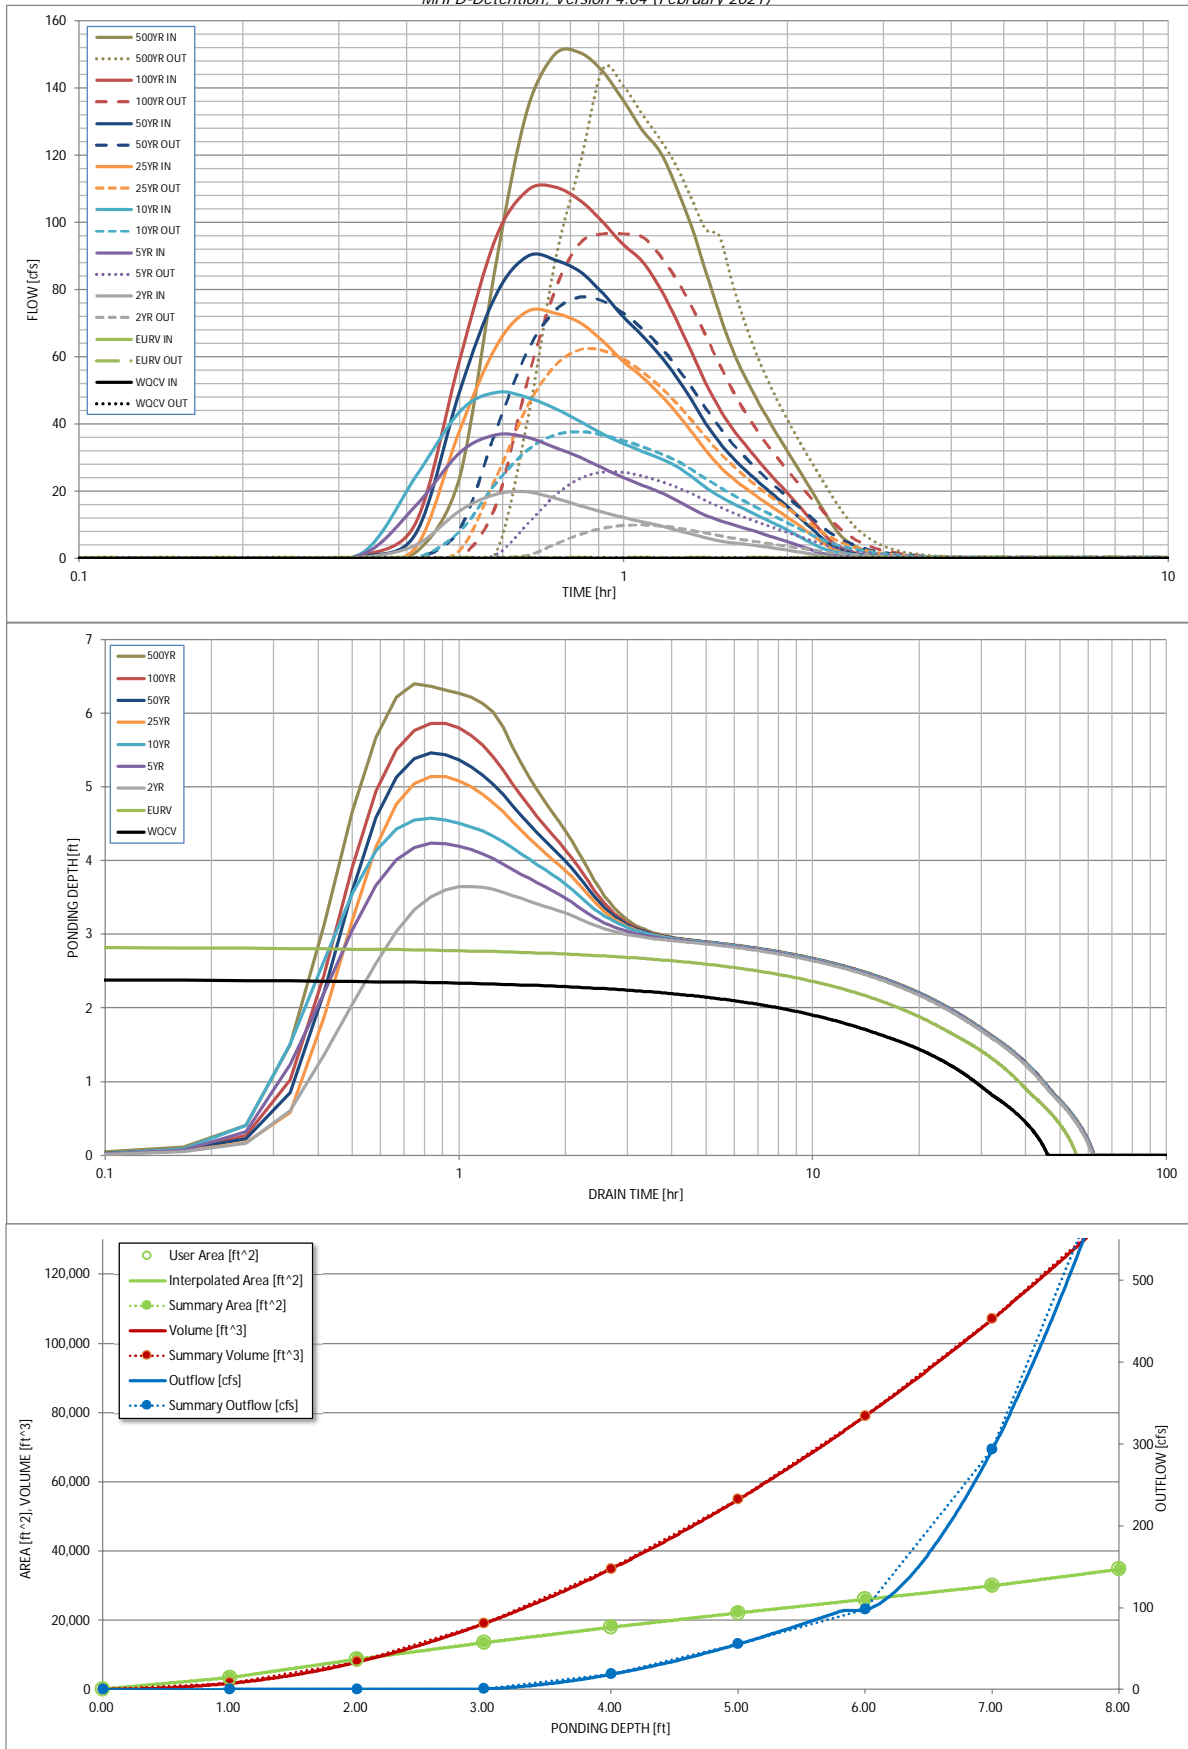 MHFD-Detention, Version 4.04 (February 2021)
160
140
120
100
80
60
40
20
0
FLOW [cfs]
500YR IN
500YR OUT
100YR IN
100YR OUT
50YR IN
50YR OUT
25YR IN
25YR OUT
10YR IN
10YR OUT
5YR IN
5YR OUT
2YR IN
2YR OUT
EURV IN
EURV OUT
WQCV IN
WQCV OUT
0.1
1
10
TIME [hr]
7
6
5
4
3
2
1
0
PONDING DEPTH [ft]
500YR
100YR
50YR
25YR
10YR
5YR
2YR
EURV
WQCV
0.1
1
10
100
DRAIN TIME [hr]
User Area [ft^2]
Interpolated Area [ft^2]
Summary Area [ft^2]
Volume [ft^3]
Summary Volume [ft^3]
Outflow [cfs]
Summary Outflow [cfs]
120,000
100,000
80,000
60,000
40,000
20,000
0
AREA [ft^2], VOLUME [ft^3]
500
400
300
200
100
0
OUTFLOW [cfs]
0.00
1.00
2.00
3.00
4.00
5.00
6.00
7.00
8.00
PONDING DEPTH [ft]